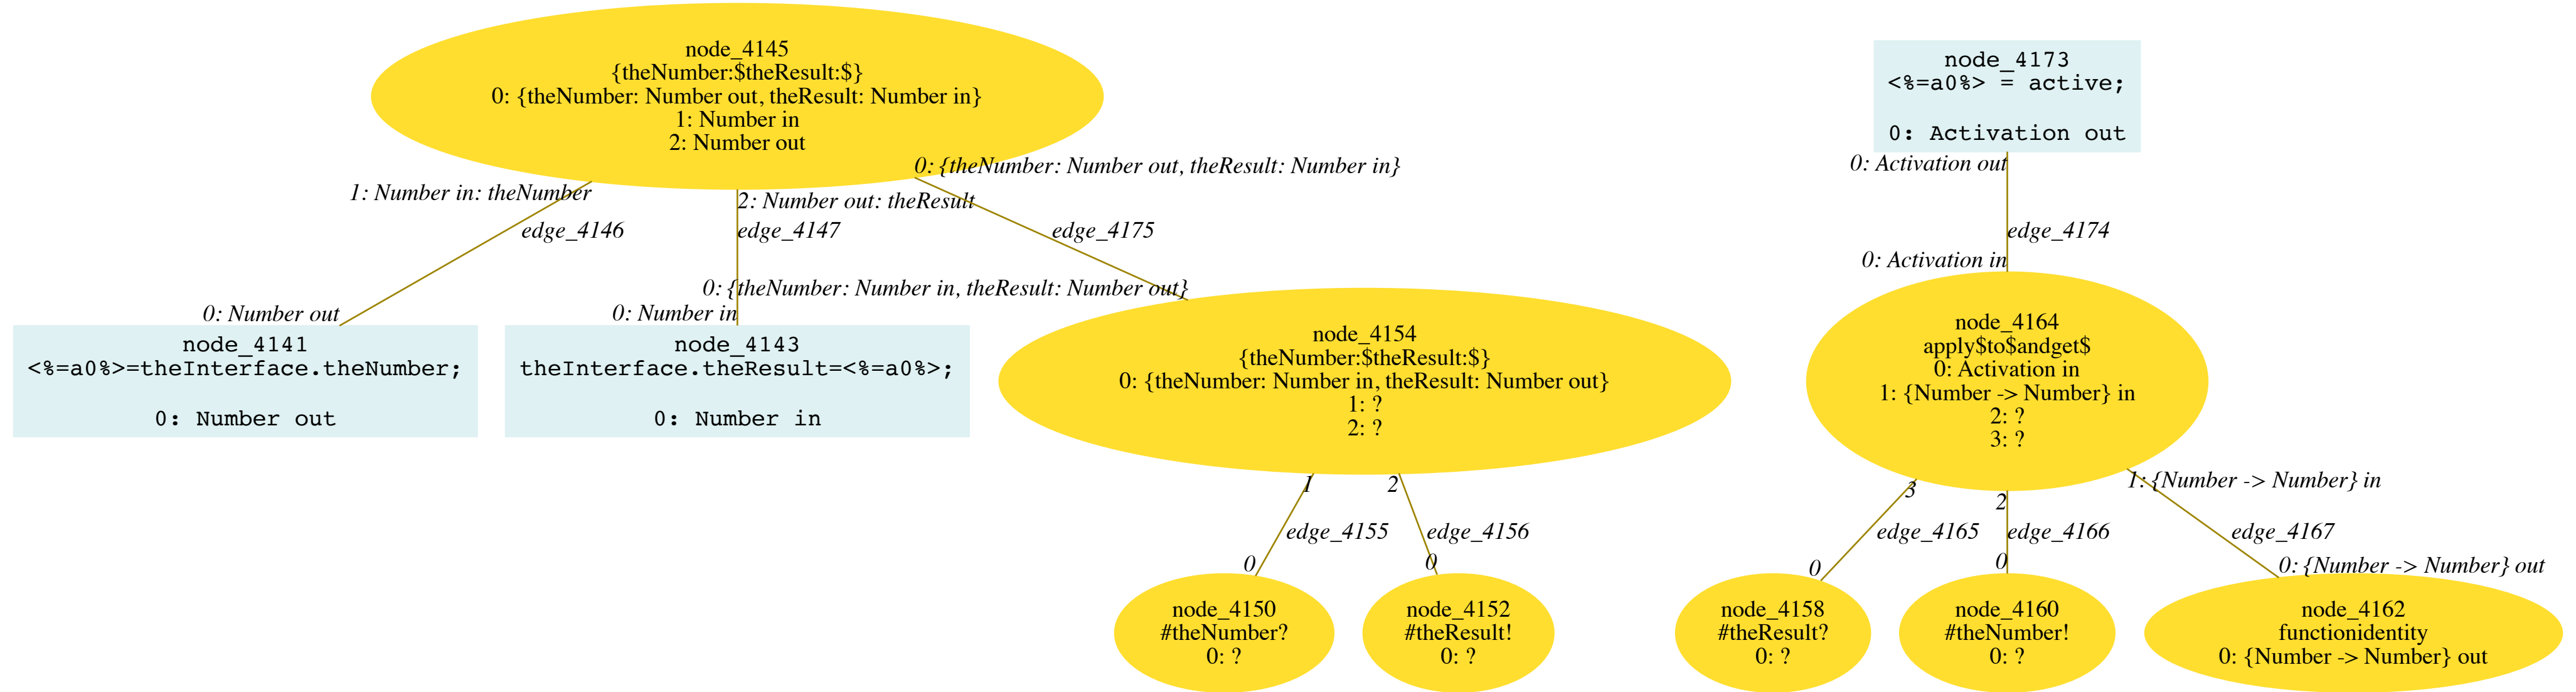 node_4145
{theNumber:$theResult:$}
0: {theNumber: Number out, theResult: Number in}
1: Number in
2: Number out
node_4173
<%=a0%> = active;
0: Activation out
0: {theNumber: Number out, theResult: Number in}
1: Number in: theNumber
2: Number out: theResult
0: Activation out
edge_4146
edge_4147
edge_4175
edge_4174
0: Activation in
0: {theNumber: Number in, theResult: Number out}
0: Number out
0: Number in
node_4141
<%=a0%>=theInterface.theNumber;
0: Number out
node_4143
theInterface.theResult=<%=a0%>;
0: Number in
node_4154
{theNumber:$theResult:$}
0: {theNumber: Number in, theResult: Number out}
1: ?
2: ?
node_4164
apply$to$andget$
0: Activation in
1: {Number -> Number} in
2: ?
3: ?
1
2
3
2
1: {Number -> Number} in
edge_4155
edge_4156
edge_4165
edge_4166
edge_4167
0
0
0
0
0: {Number -> Number} out
node_4150
#theNumber?
0: ?
node_4152
#theResult!
0: ?
node_4158
#theResult?
0: ?
node_4160
#theNumber!
0: ?
node_4162
functionidentity
0: {Number -> Number} out